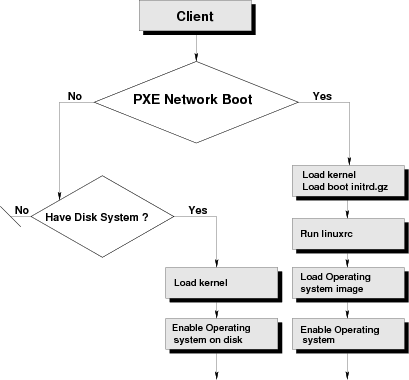 Client
PXE Network Boot
No
Yes
Load kernel
Load boot initrd.gz
Have Disk System ?
No
Yes
Run linuxrc
Load kernel
Load Operating
system image
Enable Operating
system on disk
Enable Operating
system